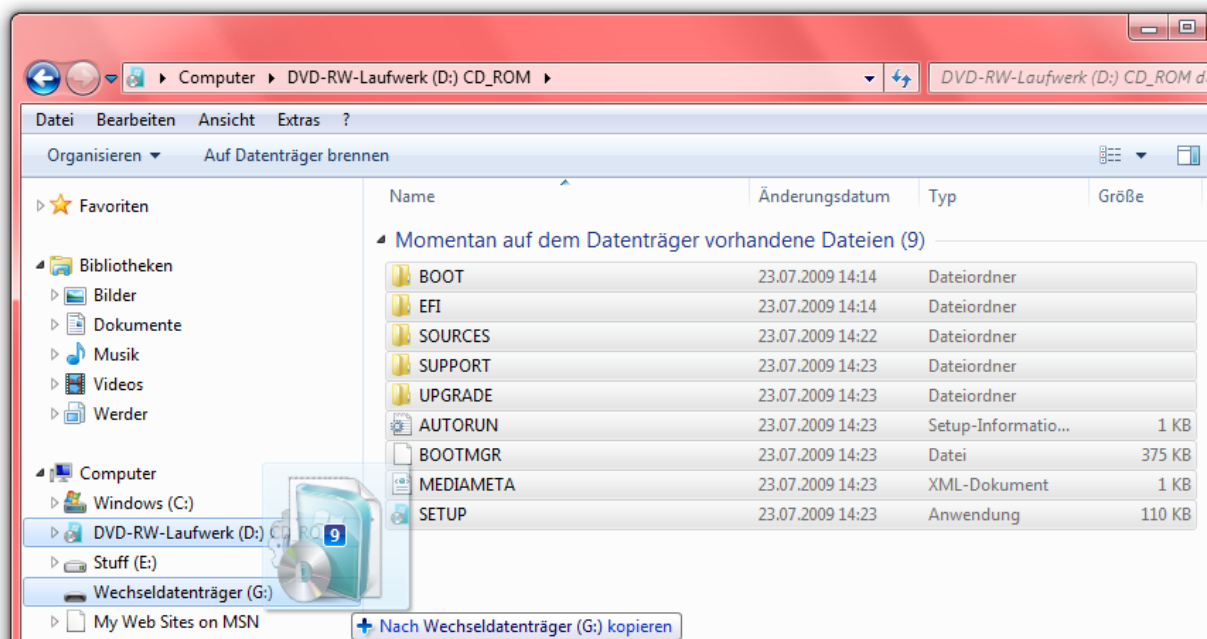 Computer ▸ DVD-RW-Laufwerk (D:) CD_ROM ▸
DVD-RW-Laufwerk (D:) CD_ROM
Datei Bearbeiten Ansicht Extras ?
Organisieren Auf Datenträger brennen
Name Änderungsdatum Typ Größe
Favoriten
Momentan auf dem Datenträger vorhandene Dateien (9)
Bibliotheken
Bilder
Dokumente
Musik
Videos
Werder
BOOT 23.07.2009 14:14 Dateiordner
EFI 23.07.2009 14:14 Dateiordner
SOURCES 23.07.2009 14:22 Dateiordner
SUPPORT 23.07.2009 14:23 Dateiordner
UPGRADE 23.07.2009 14:23 Dateiordner
AUTORUN 23.07.2009 14:23 Setup-Informatio... 1 KB
BOOTMGR 23.07.2009 14:23 Datei 375 KB
MEDIAMETA 23.07.2009 14:23 XML-Dokument 1 KB
SETUP 23.07.2009 14:23 Anwendung 110 KB
Computer
Windows (C:)
DVD-RW-Laufwerk (D:) CD_RO
9
Stuff (E:)
Wechseldatenträger (G:)
My Web Sites on MSN
Nach Wechseldatenträger (G:) kopieren